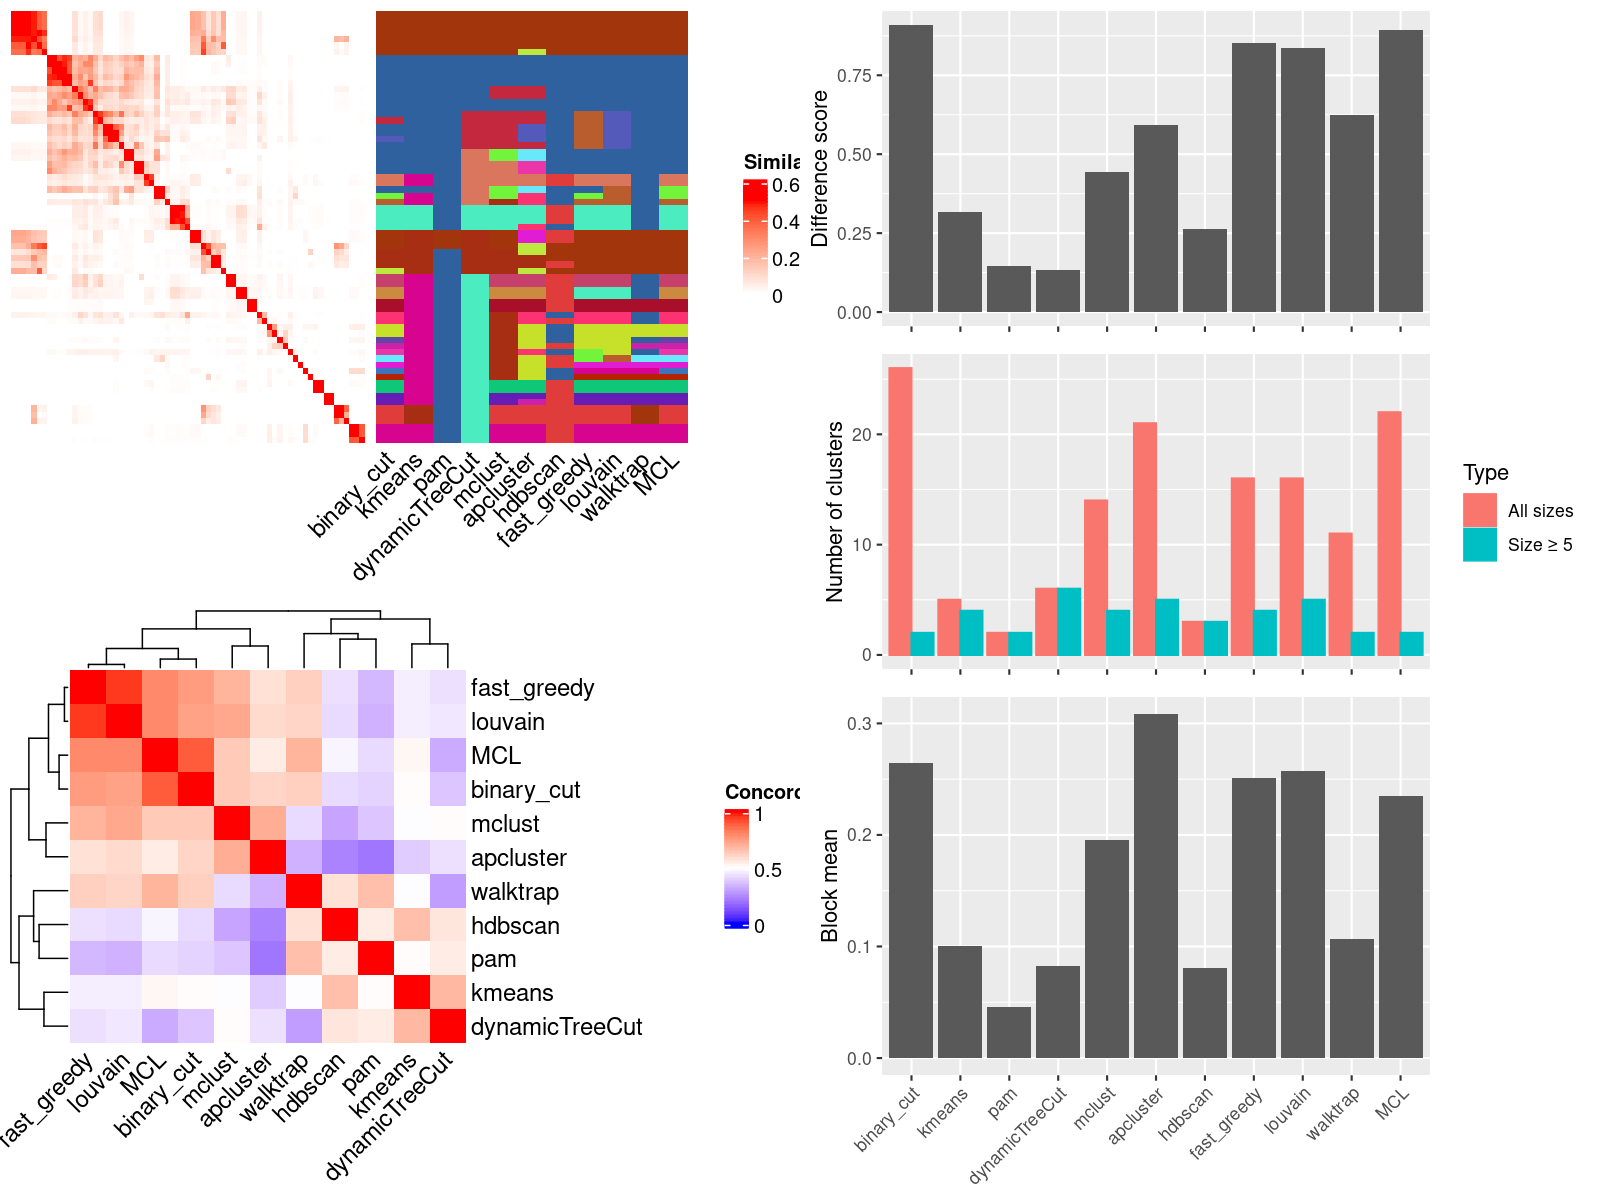 Simila
0.6
0.4
0.2
0
binary_cut
kmeans
pam
dynamicTreeCut
mclust
apcluster
hdbscan
fast_greedy
louvain
walktrap
MCL
Difference score
0.75
0.50
0.25
0.00
Number of clusters
20
10
0
Type
All sizes
Size ≥ 5
Block mean
0.3
0.2
0.1
0.0
binary_cut
kmeans
pam
dynamicTreeCut
mclust
apcluster
hdbscan
fast_greedy
louvain
walktrap
MCL
fast_greedy
louvain
MCL
binary_cut
mclust
apcluster
walktrap
hdbscan
pam
kmeans
dynamicTreeCut
Concord
1
0.5
0
fast_greedy
louvain
MCL
binary_cut
mclust
apcluster
walktrap
hdbscan
pam
kmeans
dynamicTreeCut